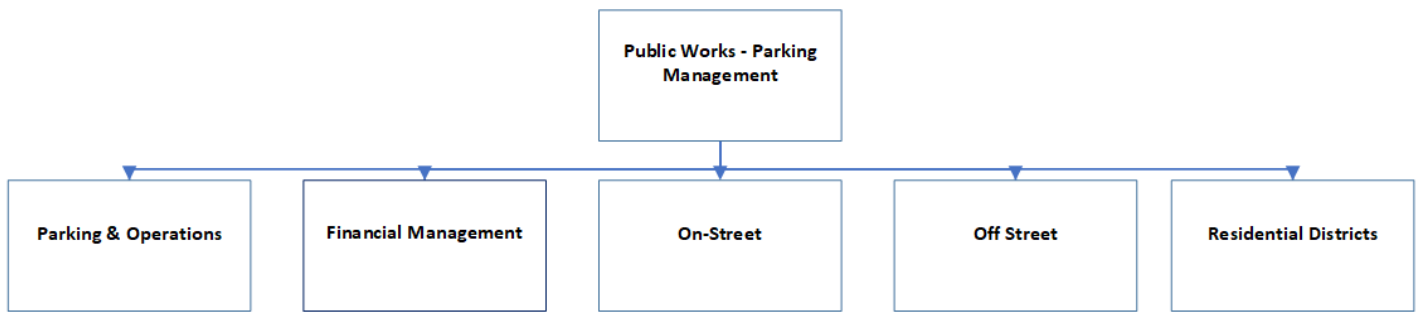 Public Works - Parking
Management
Parking & Operations
Financial Management
On-Street
Off Street
Residential Districts